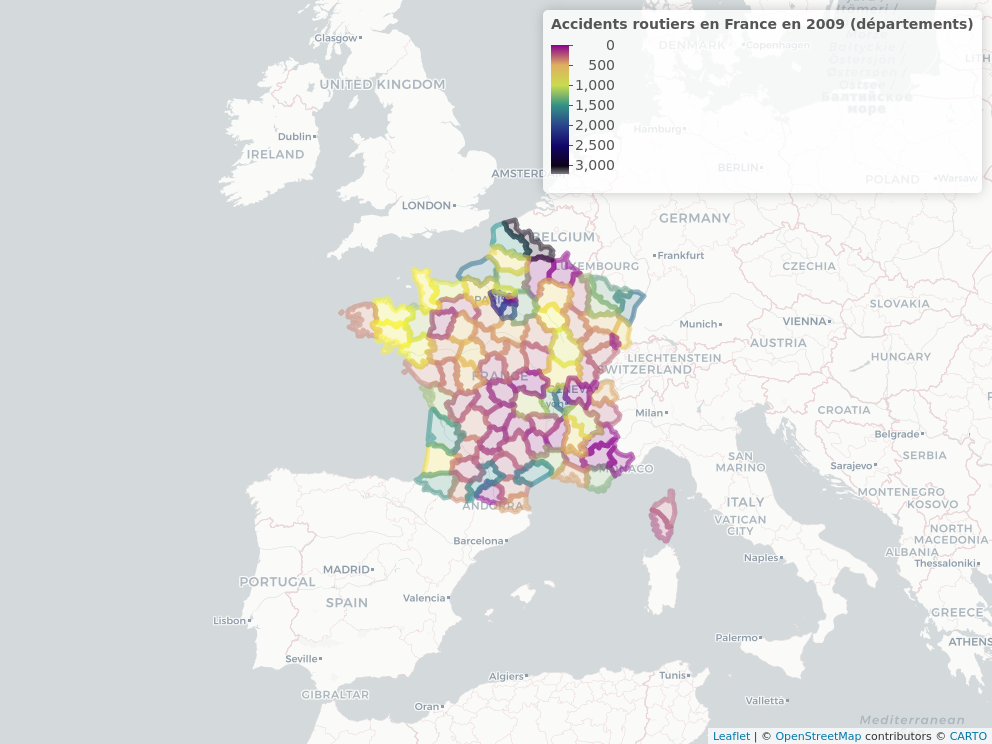 Glasgow
UNITED KINGDOM
Dublin
IRELAND
LONDON
AMSTERD
Accidents routiers en France en 2009 (départements)
0
500
1,000
1,500
2,000
2,500
3,000
DENMARK
Copenhagen
Балтийское
море
LITH
Hamburg
BERLIN
POLAND
Warsaw
GERMANY
BELGIUM
LUXEMBOURG
Frankfurt
CZECHIA
PARIS
SLOVAKIA
Munich
VIENNA
AUSTRIA
HUNGARY
LIECHTENSTEIN
SWITZERLAND
FRANCE
GENEVA
Lyon
Milan
CROATIA
Belgrade
SERBIA
SAN
MARINO
Sarajevo
MONACO
MONTENEGRO
KOSOVO
ITALY
ANDORRA
VATICAN
CITY
NORTH
MACEDONIA
Barcelona
ALBANIA
Thessaloniki
Naples
MADRID
PORTUGAL
SPAIN
Valencia
GREECE
Lisbon
Palermo
ATHENS
Seville
Algiers
Tunis
GIBRALTAR
Oran
Valletta
Mediterranean
Leaflet | © OpenStreetMap contributors © CARTO